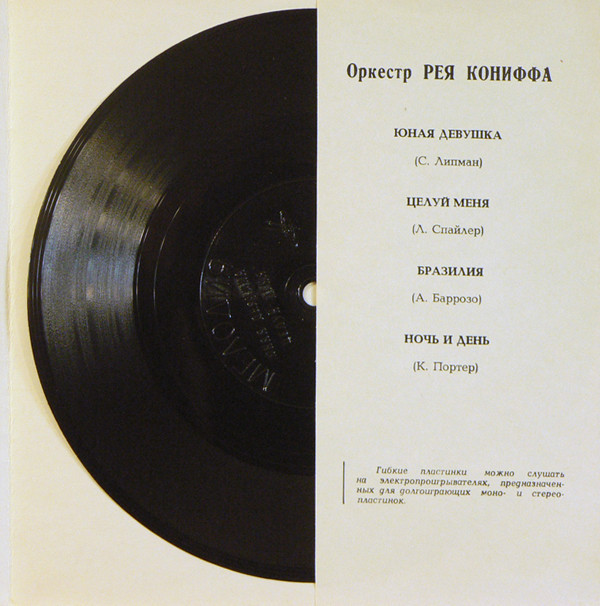 Оркестр РЕЯ КОНИФФА
ЮНАЯ ДЕВУШКА
(С. Липман)
ЦЕЛУЙ МЕНЯ
(Л. Спайлер)
БРАЗИЛИЯ
(А. Баррозо)
НОЧЬ И ДЕНЬ
(К. Портер)
Гибкие пластинки можно слушать
на электропроигрывателях, предназначен-
ных для долгоиграющих моно- и стерео-
пластинок.
МЕЛОДИЯ